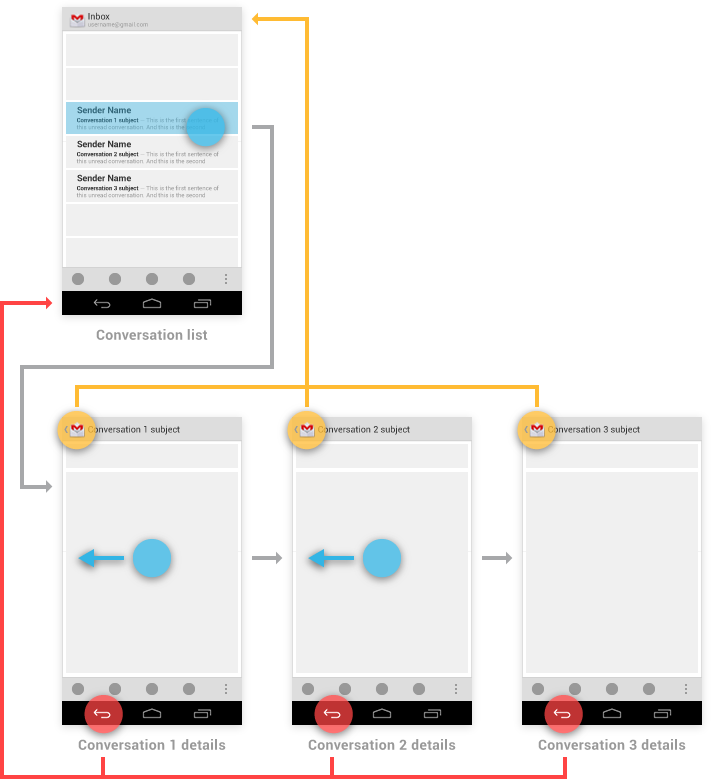 Inbox
username@gmail.com
Sender Name
Conversation 1 subject – This is the first sentence of
this unread conversation. And this is the second
Sender Name
Conversation 2 subject – This is the first sentence of
this unread conversation. And this is the second
Sender Name
Conversation 3 subject – This is the first sentence of
this unread conversation. And this is the second
Conversation list
Conversation 1 subject
Conversation 2 subject
Conversation 3 subject
Conversation 1 details
Conversation 2 details
Conversation 3 details